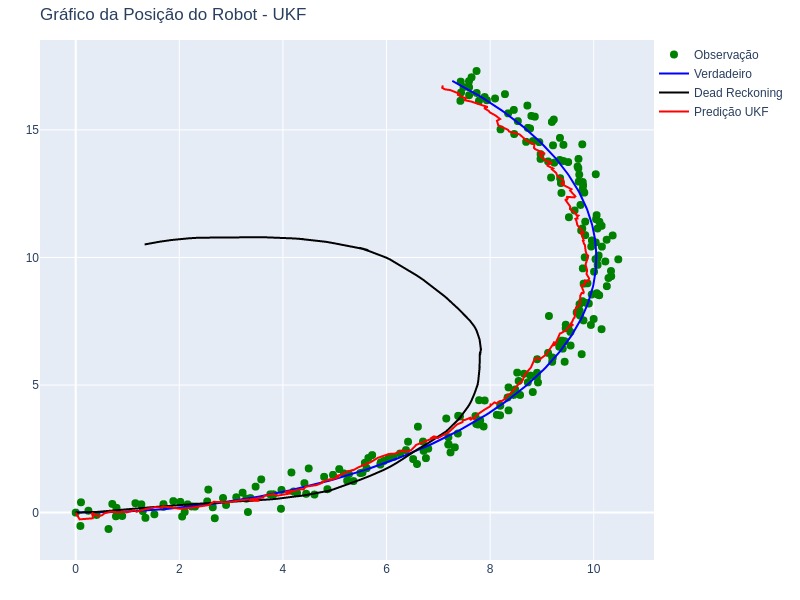 Gráfico da Posição do Robot - UKF
Observação
Verdadeiro
Dead Reckoning
Predição UKF
15
10
5
0
0 2 4 6 8 10